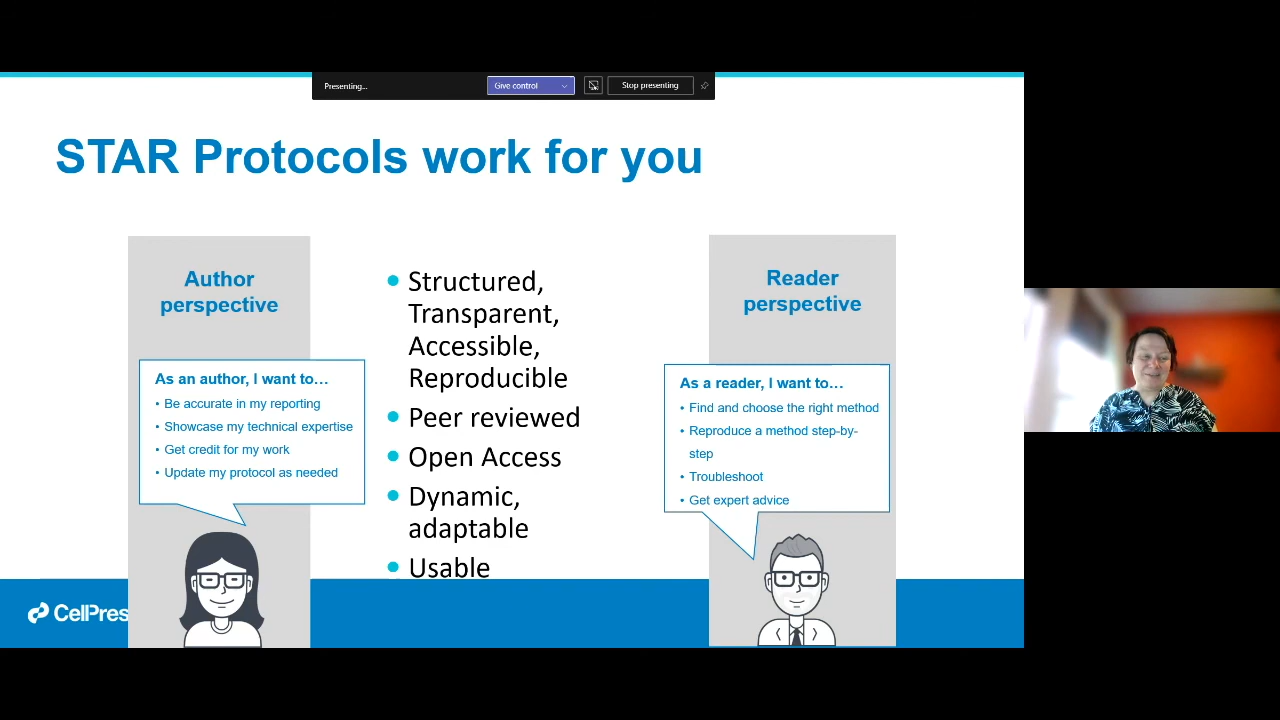 Presenting...
Give control
Stop presenting
STAR Protocols work for you
Author
perspective
As an author, I want to…
• Be accurate in my reporting
• Showcase my technical expertise
• Get credit for my work
• Update my protocol as needed
• Structured,
Transparent,
Accessible,
Reproducible
• Peer reviewed
• Open Access
• Dynamic,
adaptable
• Usable
Reader
perspective
As a reader, I want to…
• Find and choose the right method
• Reproduce a method step-by-
step
• Troubleshoot
• Get expert advice
CellPres